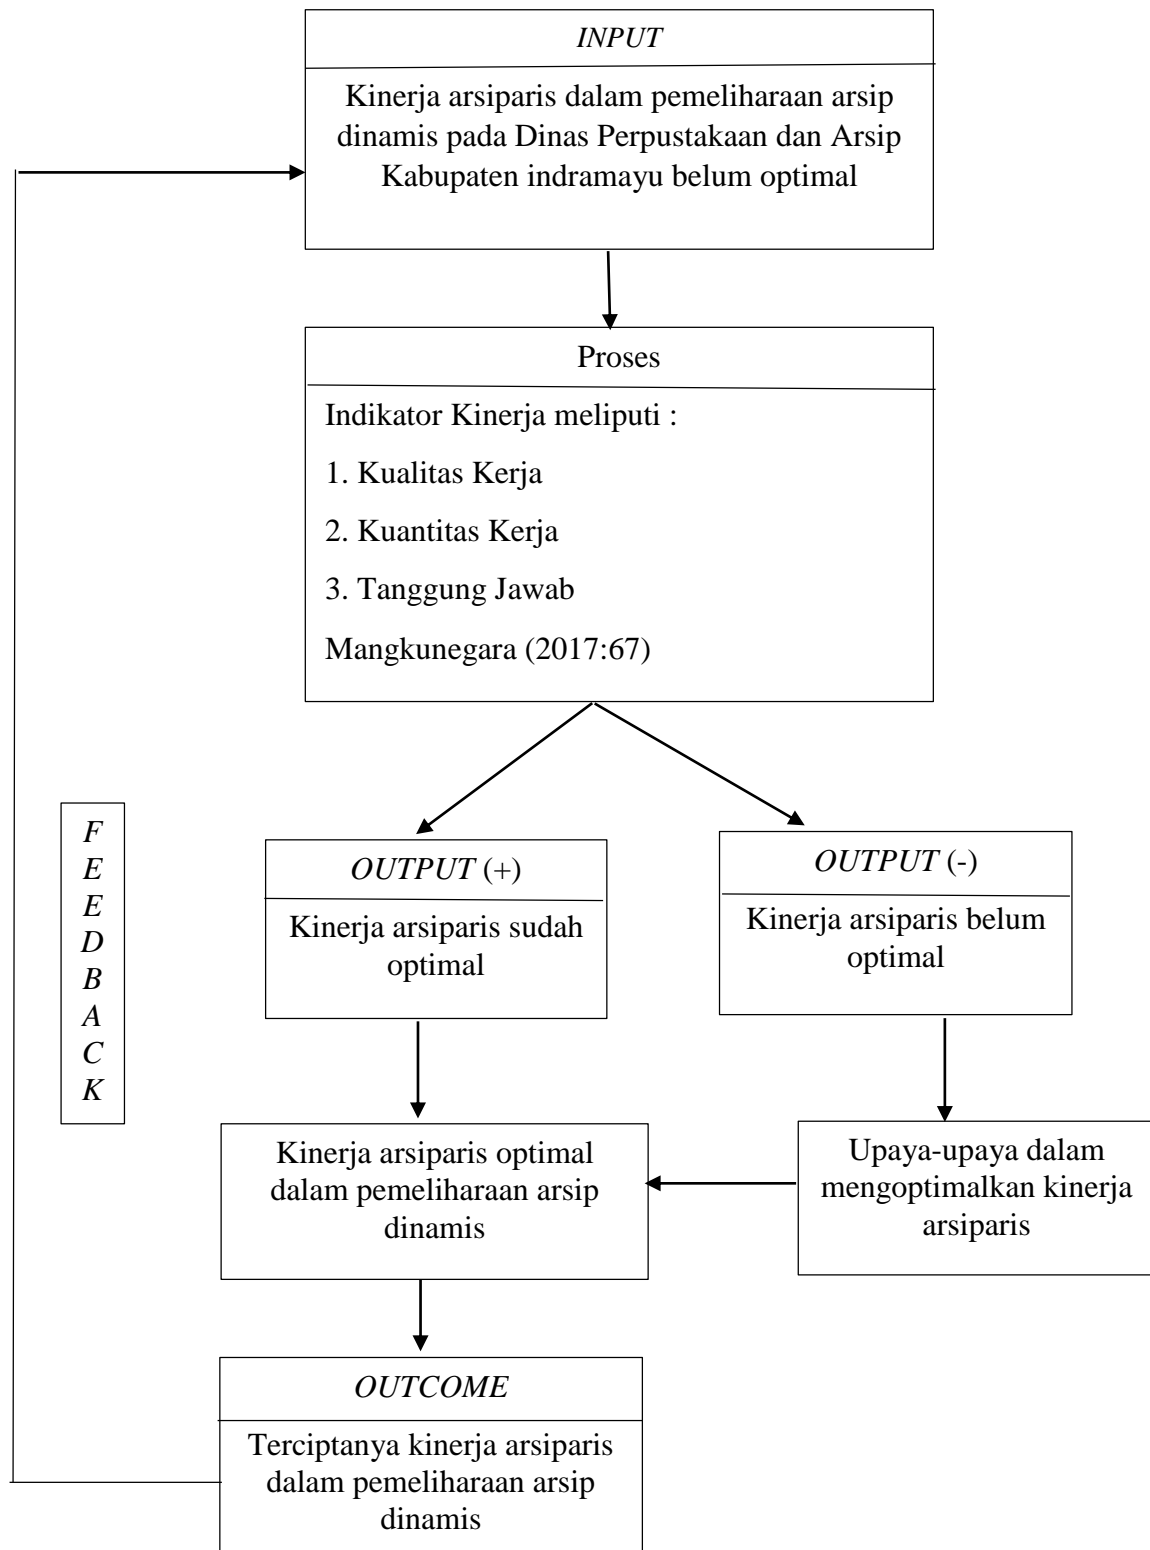 INPUT
Kinerja arsiparis dalam pemeliharaan arsip
dinamis pada Dinas Perpustakaan dan Arsip
Kabupaten indramayu belum optimal
Proses
Indikator Kinerja meliputi :
1. Kualitas Kerja
2. Kuantitas Kerja
3. Tanggung Jawab
Mangkunegara (2017:67)
F
E
E
D
B
A
C
K
OUTPUT (+)
Kinerja arsiparis sudah
optimal
OUTPUT (-)
Kinerja arsiparis belum
optimal
Kinerja arsiparis optimal
dalam pemeliharaan arsip
dinamis
Upaya-upaya dalam
mengoptimalkan kinerja
arsiparis
OUTCOME
Terciptanya kinerja arsiparis
dalam pemeliharaan arsip
dinamis